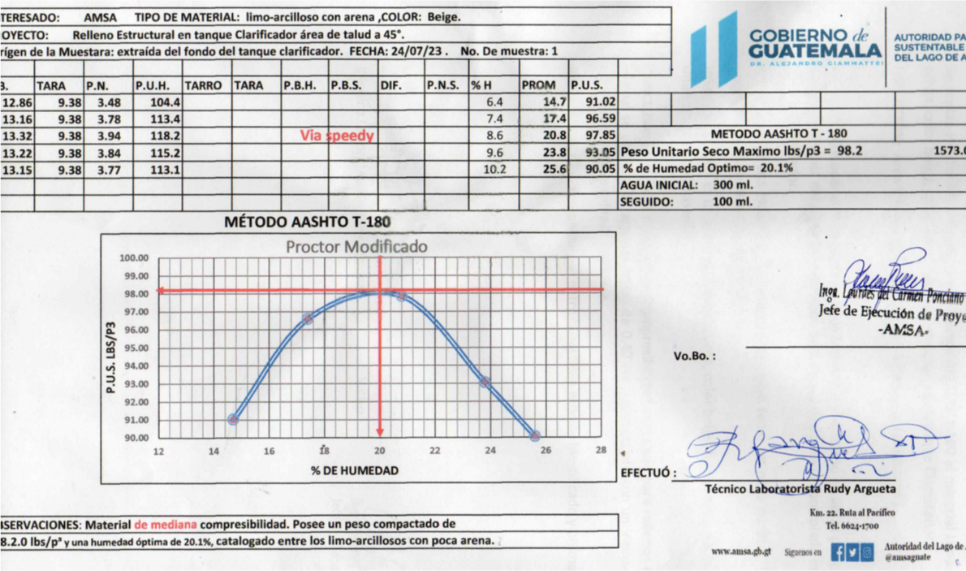 TERESADO: AMSA TIPO DE MATERIAL: limo-arcilloso con arena ,COLOR: Beige.
OYECTO: Relleno Estructural en tanque Clarificador área de talud a 45°.
rígen de la Muestara: extraída del fondo del tanque clarificador. FECHA: 24/07/23 . No. De muestra: 1
GOBIERNO de
GUATEMALA
DR. ALEJANDRO GIAMMATTEI
AUTORIDAD PA
SUSTENTABLE
DEL LAGO DE A
TARA P.N. P.U.H. TARRO TARA P.B.H. P.B.S. DIF. P.N.S. % H PROM P.U.S.
12.86 9.38 3.48 104.4 6.4 14.7 91.02
13.16 9.38 3.78 113.4 7.4 17.4 96.59
13.32 9.38 3.94 118.2 Via speedy 8.6 20.8 97.85
13.22 9.38 3.84 115.2 9.6 23.8 93.05
13.15 9.38 3.77 113.1 10.2 25.6 90.05
METODO AASHTO T - 180
Peso Unitario Seco Maximo lbs/p3 = 98.2 1573.
% de Humedad Optimo= 20.1%
AGUA INICIAL: 300 ml.
SEGUIDO: 100 ml.
MÉTODO AASHTO T-180
Proctor Modificado
P.U.S. LBS/P3
100.00
99.00
98.00
97.00
96.00
95.00
94.00
93.00
92.00
91.00
90.00
12 14 16 18 20 22 24 26 28
% DE HUMEDAD
Ingá. Lourdes del Carmen Ponciano
Jefe de Ejecución de Proye
-AMSA-
Vo.Bo. :
EFECTUÓ :
Técnico Laboratorista Rudy Argueta
SERVACIONES: Material de mediana compresibilidad. Posee un peso compactado de
8.2.0 lbs/p³ y una humedad óptima de 20.1%, catalogado entre los limo-arcillosos con poca arena.
Km. 22. Ruta al Pacífico
Tel. 6624-1700
www.amsa.gb.gt Síguenos en
Autoridad del Lago de
@amsaguate